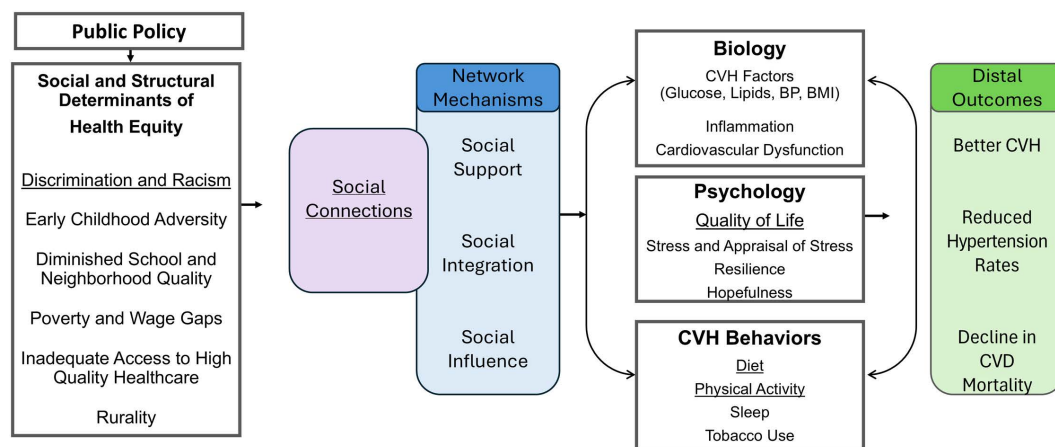 Public Policy
Social and Structural
Determinants of
Health Equity
Discrimination and Racism
Early Childhood Adversity
Diminished School and
Neighborhood Quality
Poverty and Wage Gaps
Inadequate Access to High
Quality Healthcare
Rurality
Social
Connections
Network
Mechanisms
Social
Support
Social
Integration
Social
Influence
Biology
CVH Factors
(Glucose, Lipids, BP, BMI)
Inflammation
Cardiovascular Dysfunction
Psychology
Quality of Life
Stress and Appraisal of Stress
Resilience
Hopefulness
CVH Behaviors
Diet
Physical Activity
Sleep
Tobacco Use
Distal
Outcomes
Better CVH
Reduced
Hypertension
Rates
Decline in
CVD
Mortality